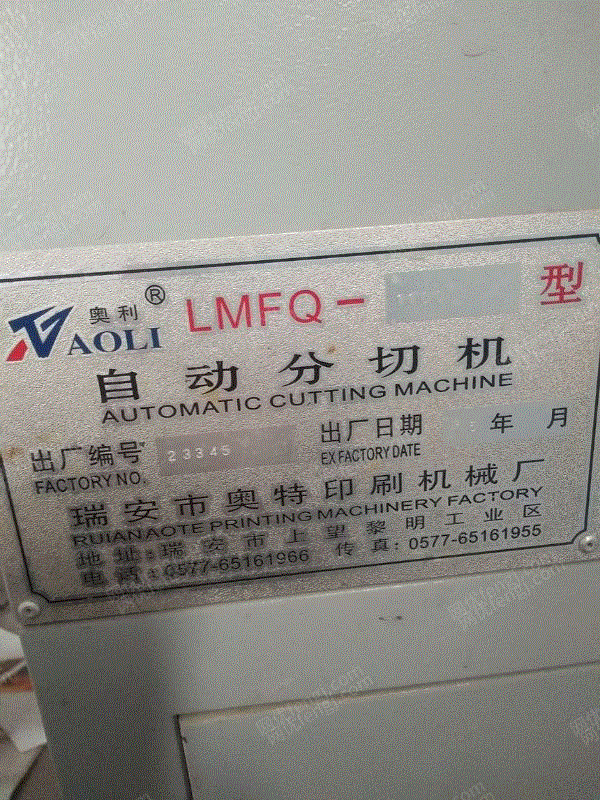 奥利®
AOLI
LMFQ- 型
自动分切机
AUTOMATIC CUTTING MACHINE
出厂编号 23345 出厂日期 年 月
FACTORY NO. EX FACTORY DATE
瑞安市奥特印刷机械厂
RUIANAOTE PRINTING MACHINERY FACTORY
地址:瑞安市上望黎明工业区
电话:0577-65161966 传真:0577-65161955